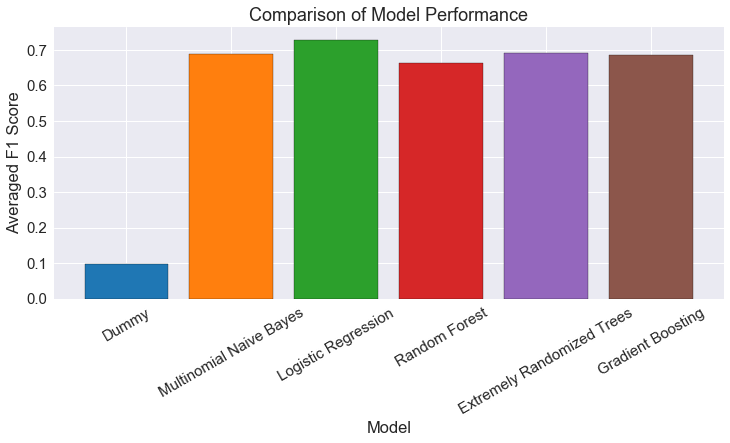 Comparison of Model Performance
Averaged F1 Score
0.7
0.6
0.5
0.4
0.3
0.2
0.1
0.0
Dummy
Multinomial Naive Bayes
Logistic Regression
Random Forest
Extremely Randomized Trees
Gradient Boosting
Model